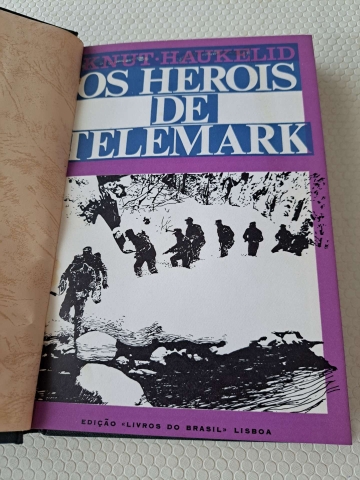 KNUT · HAUKELID
OS HEROIS
DE
TELEMARK
EDIÇÃO «LIVROS DO BRASIL» LISBOA